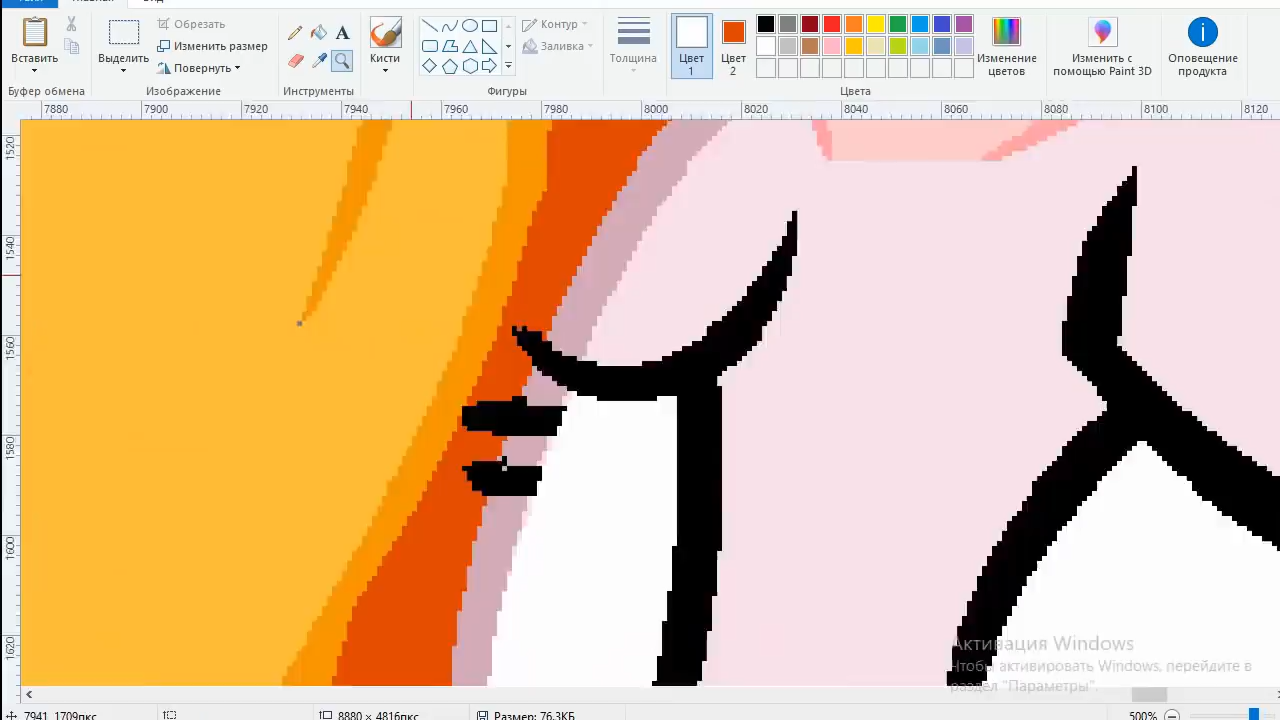 Вставить
Выделить
Обрезать
Изменить размер
Повернуть
Кисти
Контур
Заливка
Толщина
Цвет 1
Цвет 2
Изменение цветов
Изменить с помощью Paint 3D
Оповещение продукта
Буфер обмена
Изображение
Инструменты
Фигуры
Цвета
7880 7900 7920 7940 7960 7980 8000 8020 8040 8060 8080 8100 8120
1520
1540
1560
1580
1600
1620
Активация Windows
Чтобы активировать Windows, перейдите в
раздел "Параметры".
7941, 1709пкс
8880 × 4816пкс
500%